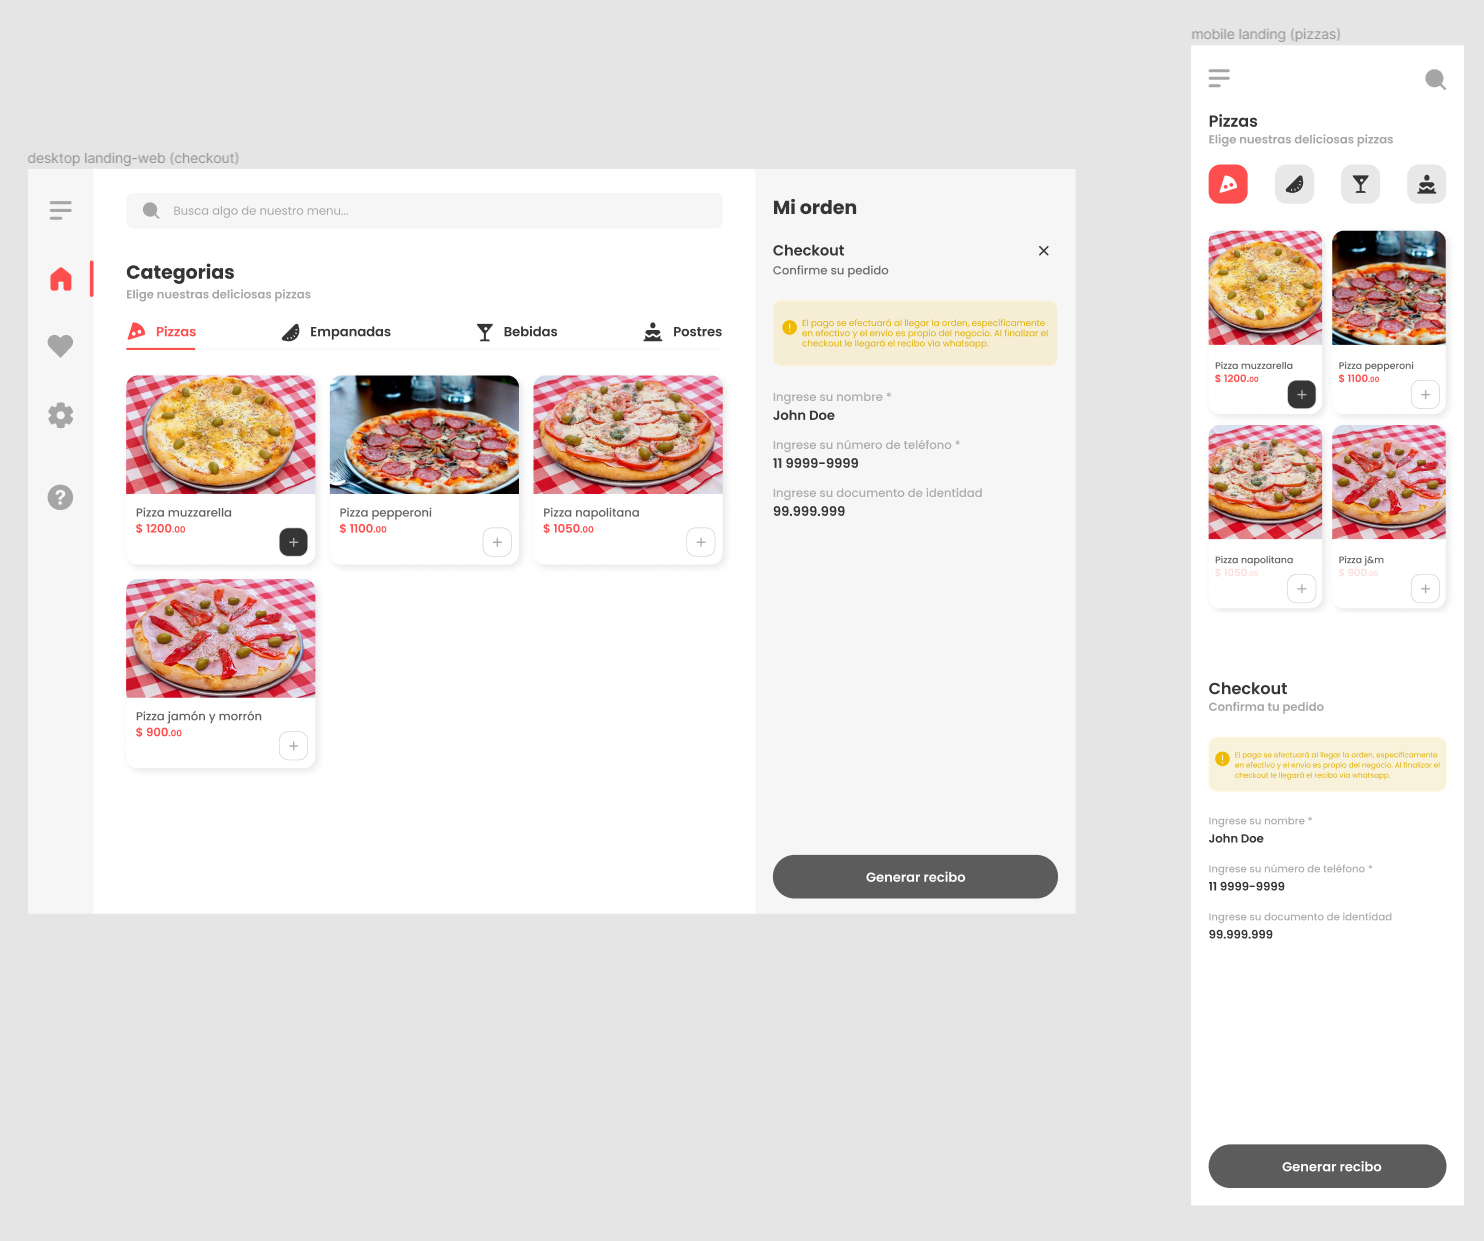 mobile landing (pizzas)
Pizzas
Elige nuestras deliciosas pizzas
Pizza muzzarella
$ 1200.00
Pizza pepperoni
$ 1100.00
Pizza napolitana
$ 1050.00
Pizza j&m
$ 900.00
Checkout
Confirma tu pedido
El pago se efectuará al llegar la orden, especificamente
en efectivo y el envío es propio del negocio. Al finalizar el
checkout le llegará el recibo vía whatsapp.
Ingrese su nombre *
John Doe
Ingrese su número de teléfono *
11 9999-9999
Ingrese su documento de identidad
99.999.999
Generar recibo
desktop landing-web (checkout)
Busca algo de nuestro menu...
Categorias
Elige nuestras deliciosas pizzas
Pizzas
Empanadas
Bebidas
Postres
Pizza muzzarella
$ 1200.00
Pizza pepperoni
$ 1100.00
Pizza napolitana
$ 1050.00
Pizza jamón y morrón
$ 900.00
Mi orden
Checkout
Confirme su pedido
El pago se efectuará al llegar la orden, especificamente
en efectivo y el envío es propio del negocio. Al finalizar el
checkout le llegará el recibo vía whatsapp.
Ingrese su nombre *
John Doe
Ingrese su número de teléfono *
11 9999-9999
Ingrese su documento de identidad
99.999.999
Generar recibo